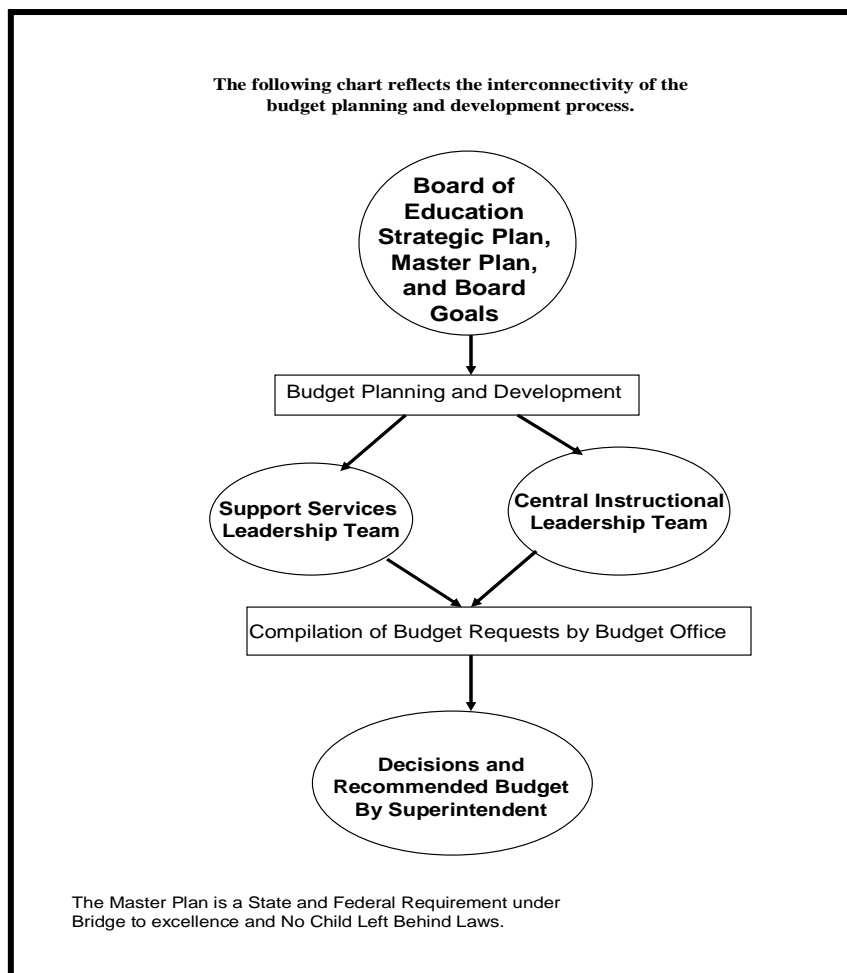 The following chart reflects the interconnectivity of the
budget planning and development process.
Board of
Education
Strategic Plan,
Master Plan,
and Board
Goals
Budget Planning and Development
Support Services
Leadership Team
Central Instructional
Leadership Team
Compilation of Budget Requests by Budget Office
Decisions and
Recommended Budget
By Superintendent
The Master Plan is a State and Federal Requirement under
Bridge to excellence and No Child Left Behind Laws.